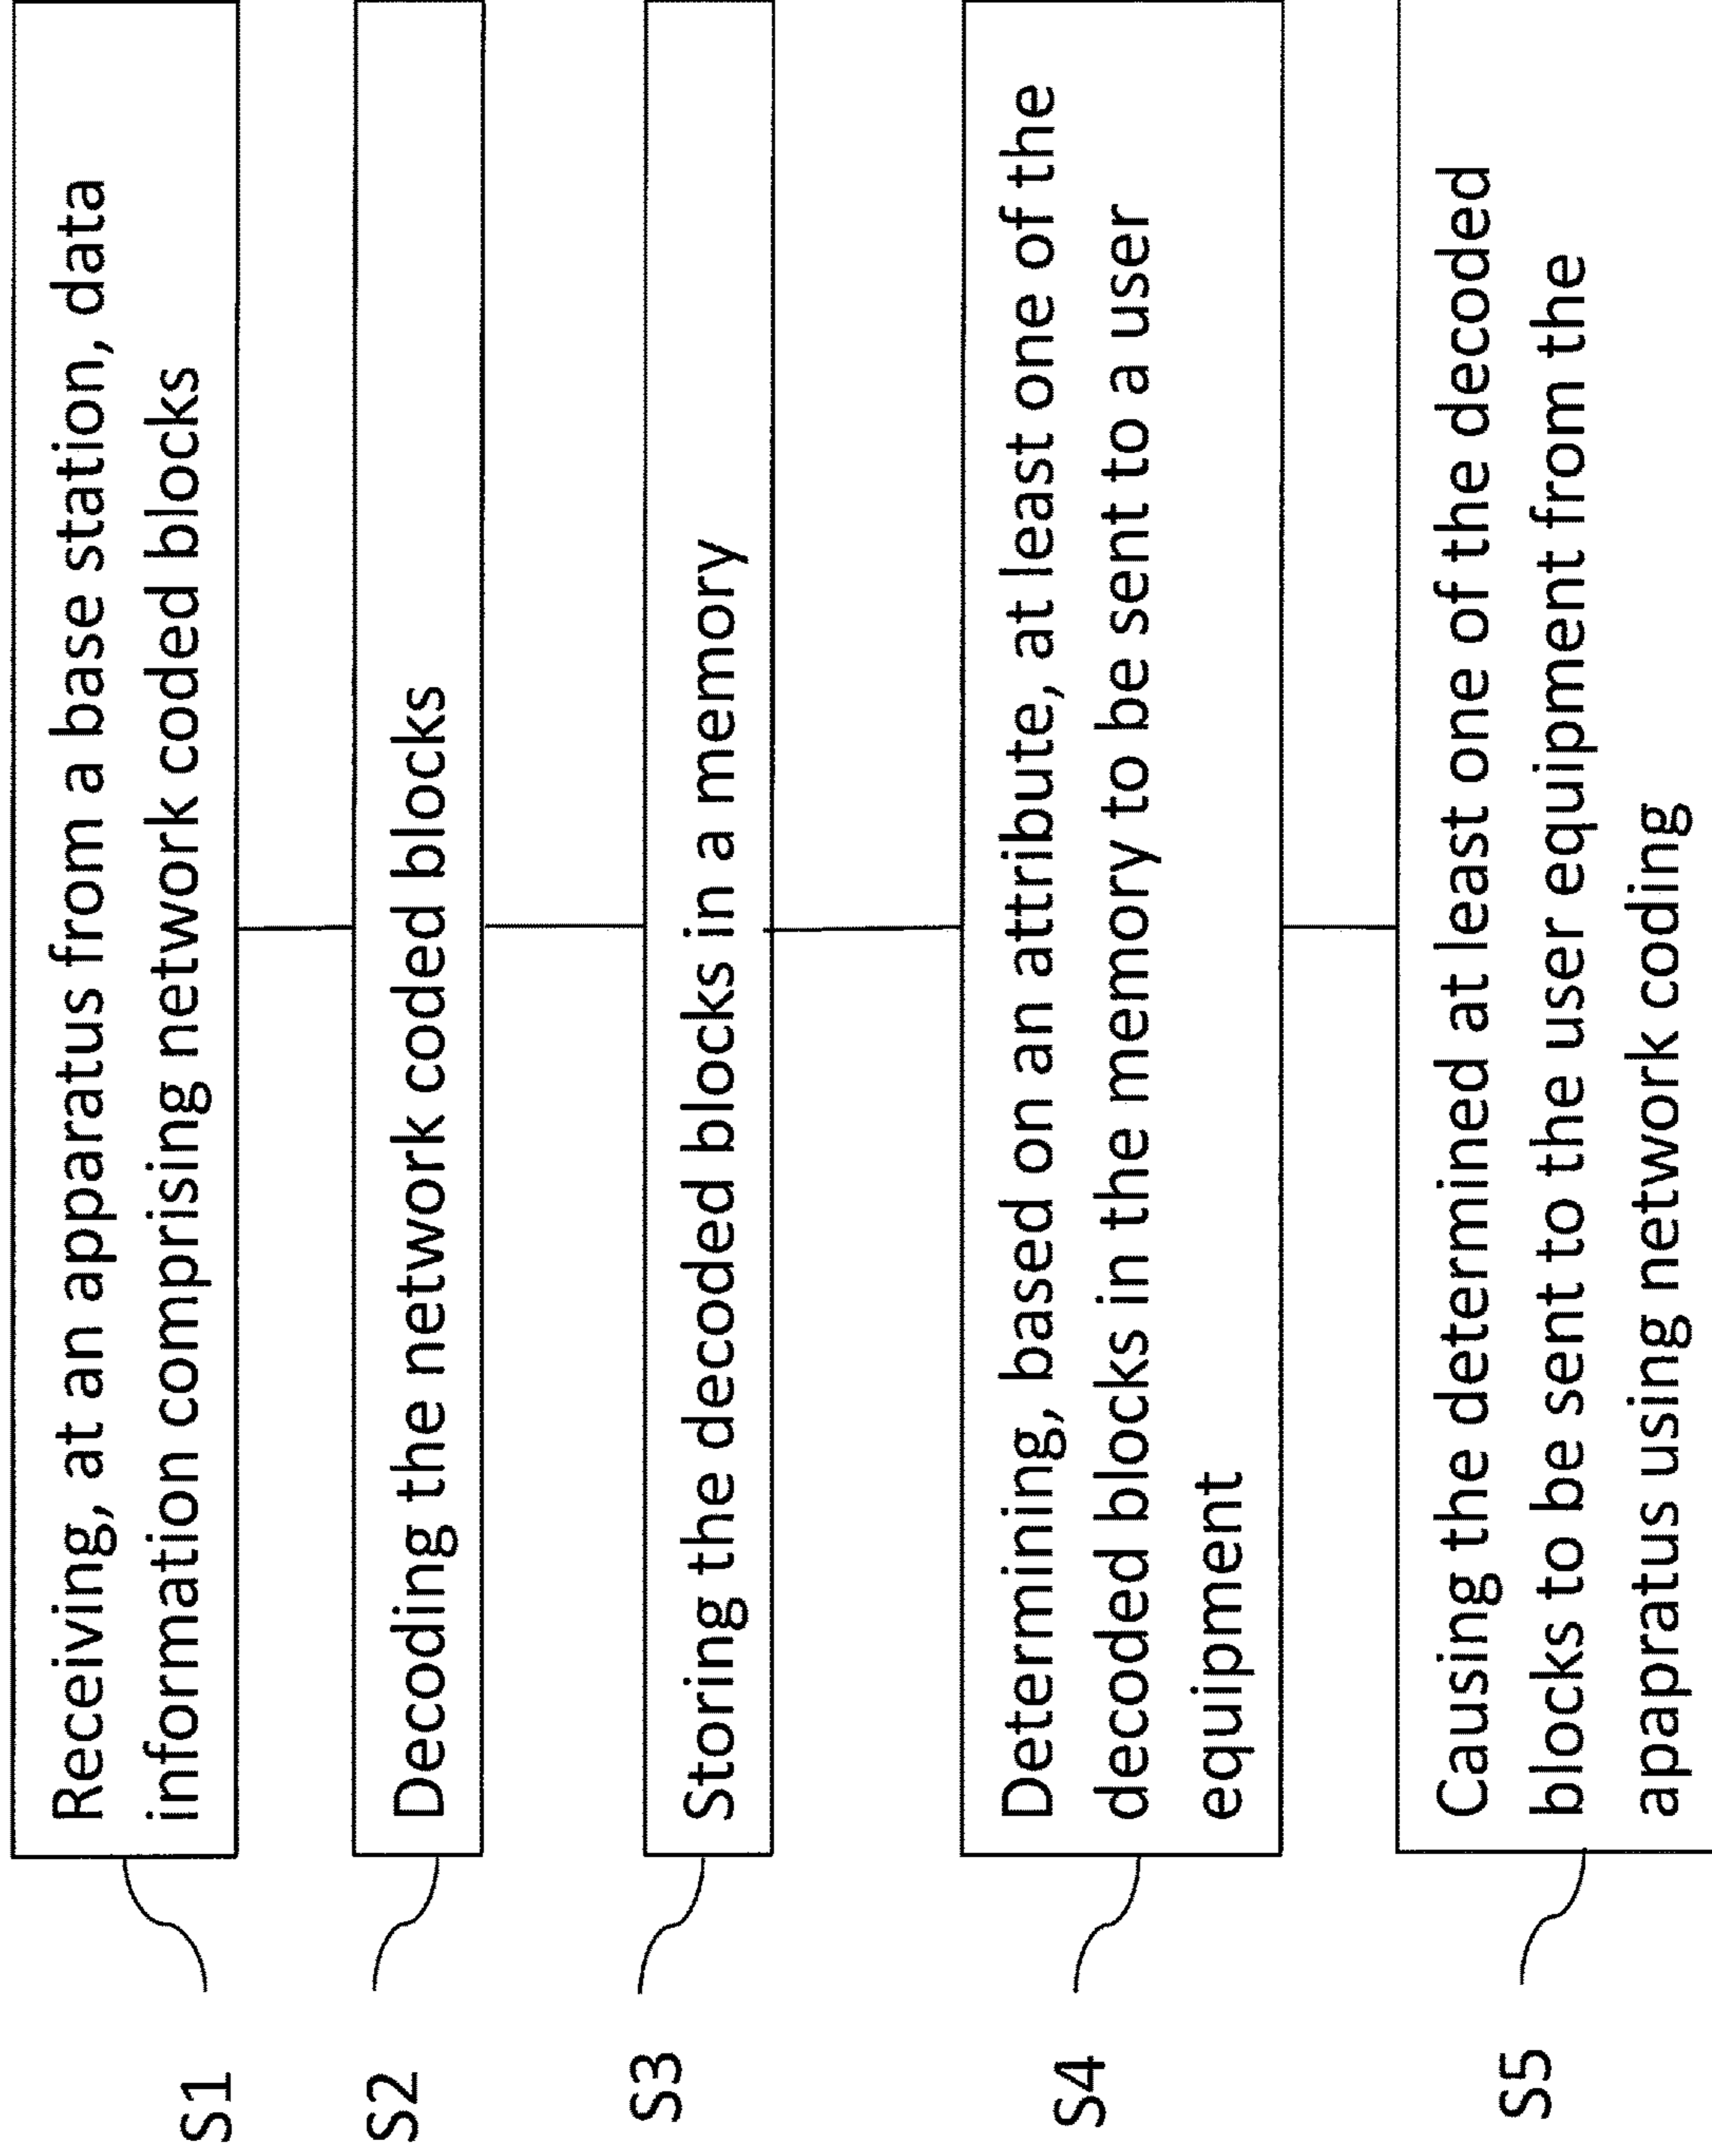 S1
Receiving, at an apparatus from a base station, data
information comprising network coded blocks
S2
Decoding the network coded blocks
S3
Storing the decoded blocks in a memory
S4
Determining, based on an attribute, at least one of the
decoded blocks in the memory to be sent to a user
equipment
S5
Causing the determined at least one of the decoded
blocks to be sent to the user equipment from the
apapratus using network coding